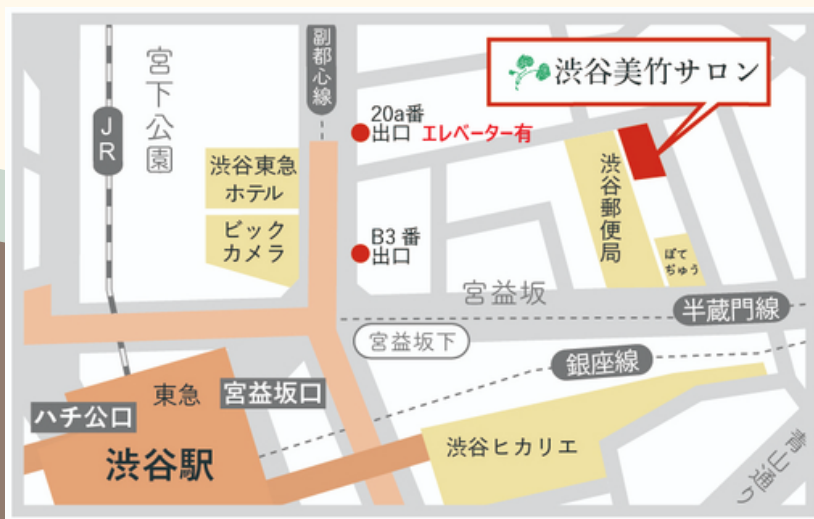 宮下公園
JR
副都心線
渋谷美竹サロン
20a番
出口 エレベーター有
渋谷東急
ホテル
ビック
カメラ
B3番
出口
渋谷郵便局
ぽて
ぢゅう
宮益坂
半蔵門線
宮益坂下
銀座線
東急
宮益坂口
ハチ公口
渋谷駅
渋谷ヒカリエ
青山通り